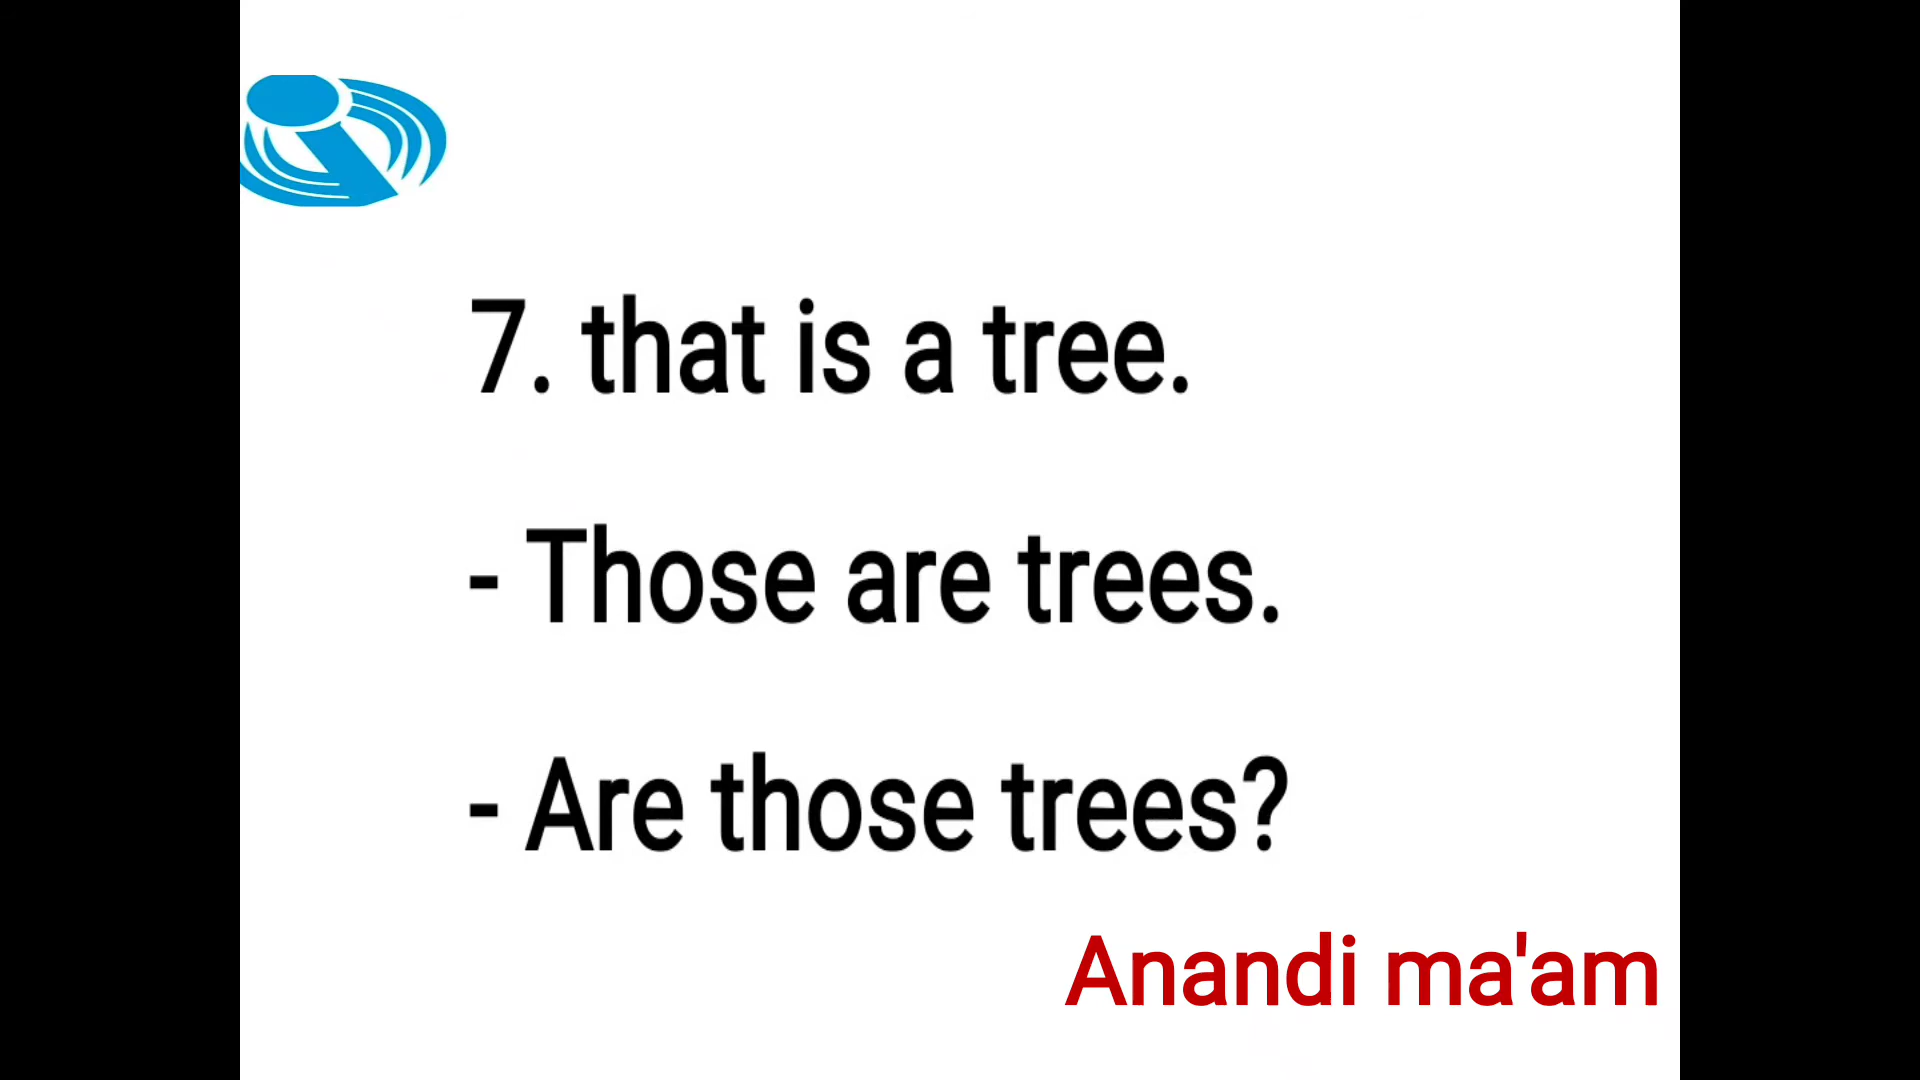 7. that is a tree.
- Those are trees.
- Are those trees?
Anandi ma'am